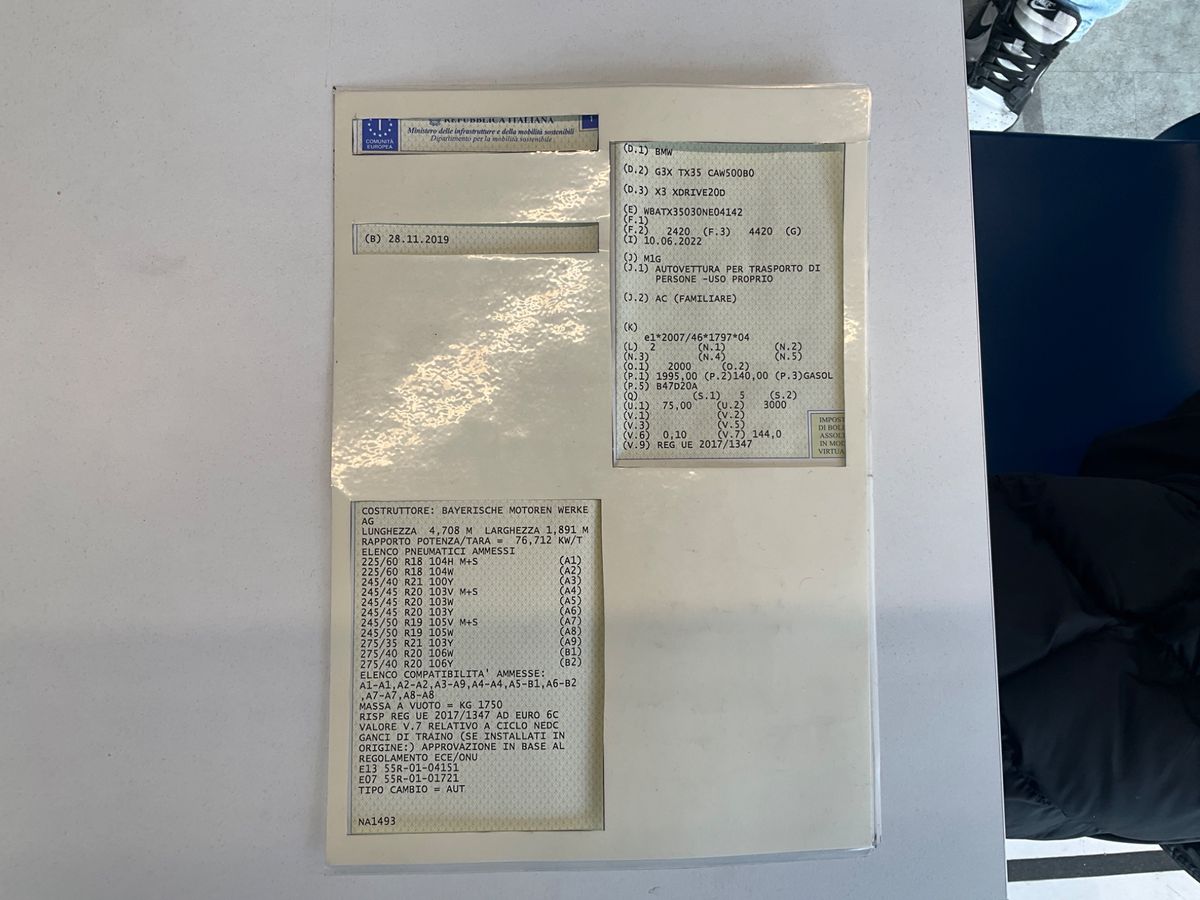 REPUBBLICA ITALIANA
Ministero delle infrastrutture e della mobilità sostenibili
Dipartimento per la mobilità sostenibile
COMUNITÀ
EUROPEA
I
1
(B) 28.11.2019
(D.1) BMW
(D.2) G3X TX35 CAW500B0
(D.3) X3 XDRIVE20D
(E) WBATX35030NE04142
(F.1)
(F.2) 2420 (F.3) 4420 (G)
(I) 10.06.2022
(J) M1G
(J.1) AUTOVETTURA PER TRASPORTO DI
PERSONE -USO PROPRIO
(J.2) AC (FAMILIARE)
(K)
e1*2007/46*1797*04
(L) 2 (N.1) (N.2)
(N.3) (N.4) (N.5)
(O.1) 2000 (O.2)
(P.1) 1995,00 (P.2)140,00 (P.3)GASOL
(P.5) B47D20A
(Q) (S.1) 5 (S.2)
(U.1) 75,00 (U.2) 3000
(V.1) (V.2)
(V.3) (V.5)
(V.6) 0,10 (V.7) 144,0
(V.9) REG UE 2017/1347
IMPOST
DI BOL
ASSOL
IN MOD
VIRTUA
COSTRUTTORE: BAYERISCHE MOTOREN WERKE
AG
LUNGHEZZA 4,708 M LARGHEZZA 1,891 M
RAPPORTO POTENZA/TARA = 76,712 KW/T
ELENCO PNEUMATICI AMMESSI
225/60 R18 104H M+S (A1)
225/60 R18 104W (A2)
245/40 R21 100Y (A3)
245/45 R20 103V M+S (A4)
245/45 R20 103W (A5)
245/45 R20 103Y (A6)
245/50 R19 105V M+S (A7)
245/50 R19 105W (A8)
275/35 R21 103Y (A9)
275/40 R20 106W (B1)
275/40 R20 106Y (B2)
ELENCO COMPATIBILITA' AMMESSE:
A1-A1,A2-A2,A3-A9,A4-A4,A5-B1,A6-B2
,A7-A7,A8-A8
MASSA A VUOTO = KG 1750
RISP REG UE 2017/1347 AD EURO 6C
VALORE V.7 RELATIVO A CICLO NEDC
GANCI DI TRAINO (SE INSTALLATI IN
ORIGINE:) APPROVAZIONE IN BASE AL
REGOLAMENTO ECE/ONU
E13 55R-01-04151
E07 55R-01-01721
TIPO CAMBIO = AUT
NA1493